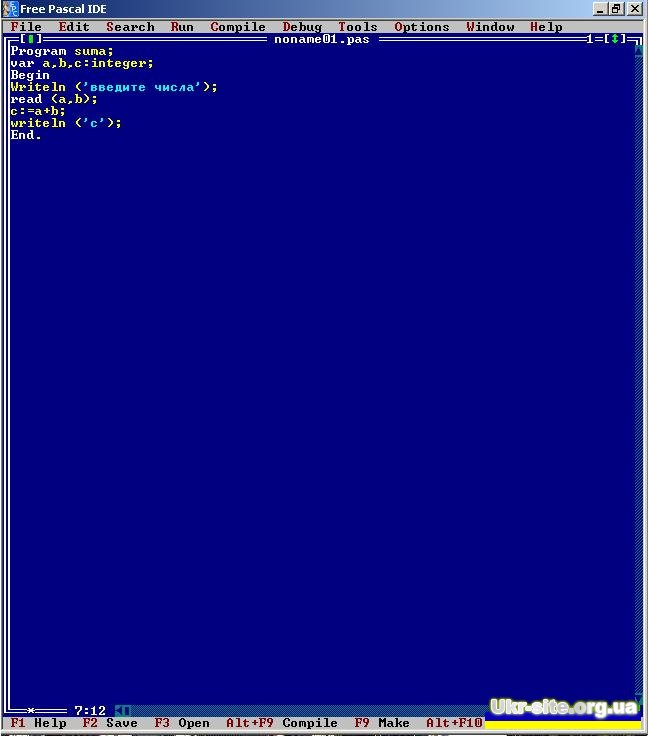 Free Pascal IDE
File Edit Search Run Compile Debug Tools Options Window Help
noname01.pas 1
Program suma;
var a,b,c:integer;
Begin
Writeln ('введите числа');
read (a,b);
c:=a+b;
writeln ('c');
End.
* 7:12
F1 Help F2 Save F3 Open Alt+F9 Compile F9 Make Alt+F10
Ukr-site.org.ua